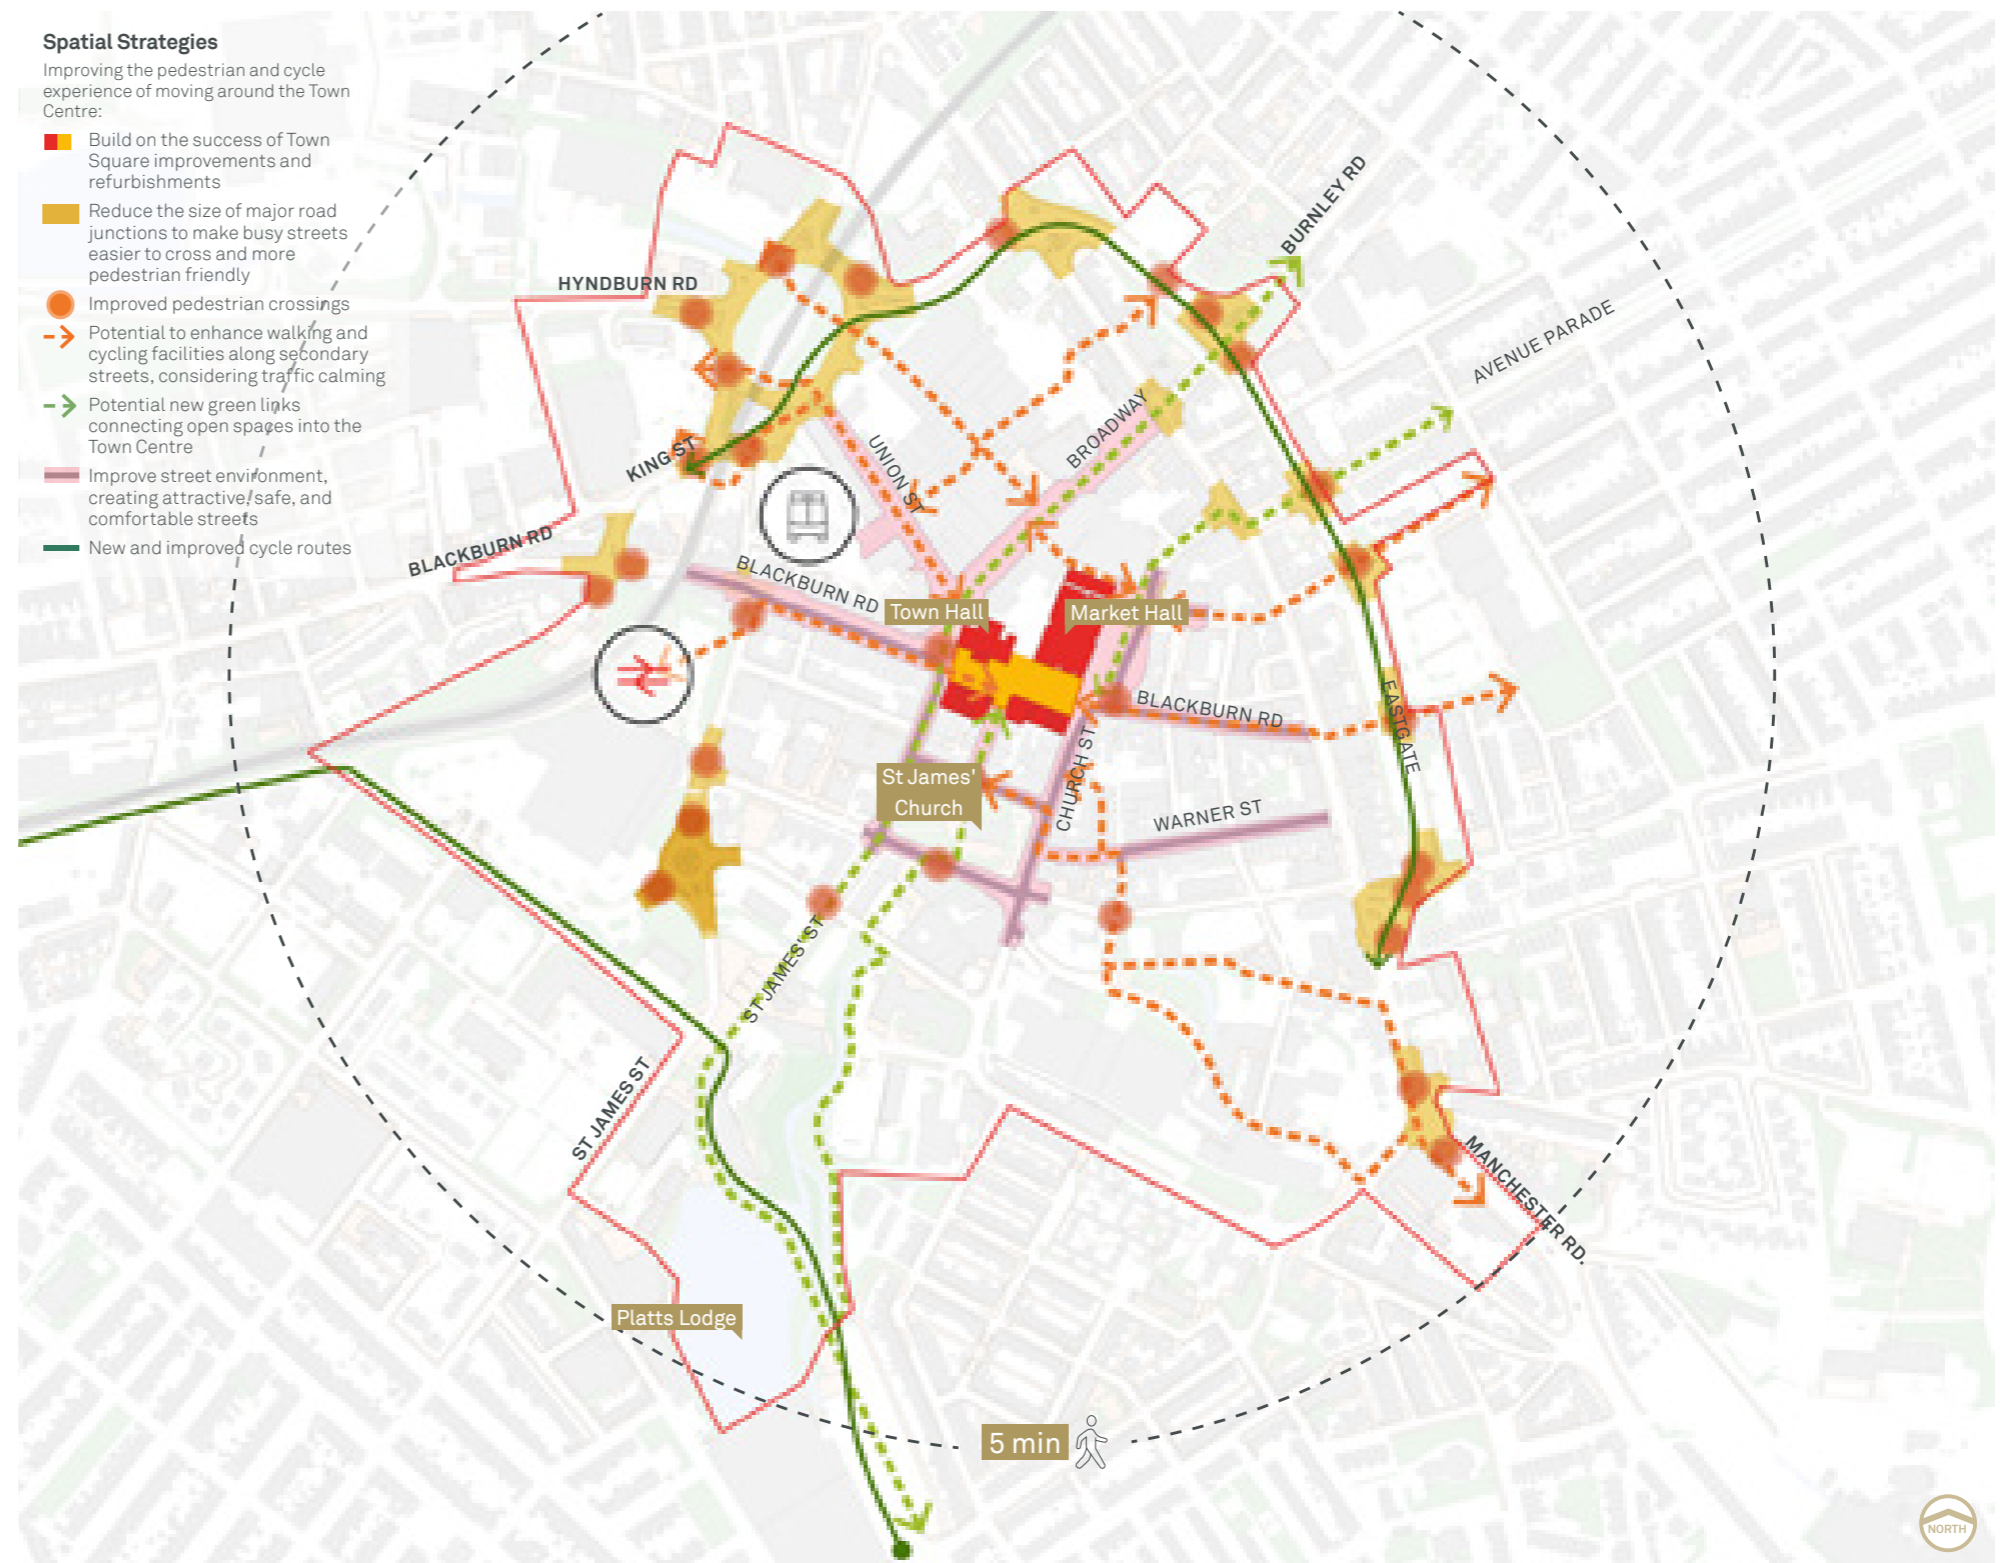 Spatial Strategies
Improving the pedestrian and cycle
experience of moving around the Town
Centre:
Build on the success of Town
Square improvements and
refurbishments
Reduce the size of major road
junctions to make busy streets
easier to cross and more
pedestrian friendly
Improved pedestrian crossings
Potential to enhance walking and
cycling facilities along secondary
streets, considering traffic calming
Potential new green links
connecting open spaces into the
Town Centre
Improve street environment,
creating attractive, safe, and
comfortable streets
New and improved cycle routes
BURNLEY RD
HYNDBURN RD
AVENUE PARADE
BROADWAY
UNION ST
KING ST
BLACKBURN RD
BLACKBURN RD
Town Hall
Market Hall
BLACKBURN RD
EASTGATE
CHURCH ST
St James'
Church
WARNER ST
ST JAMES' ST
ST JAMES ST
MANCHESTER RD.
Platts Lodge
5 min
NORTH